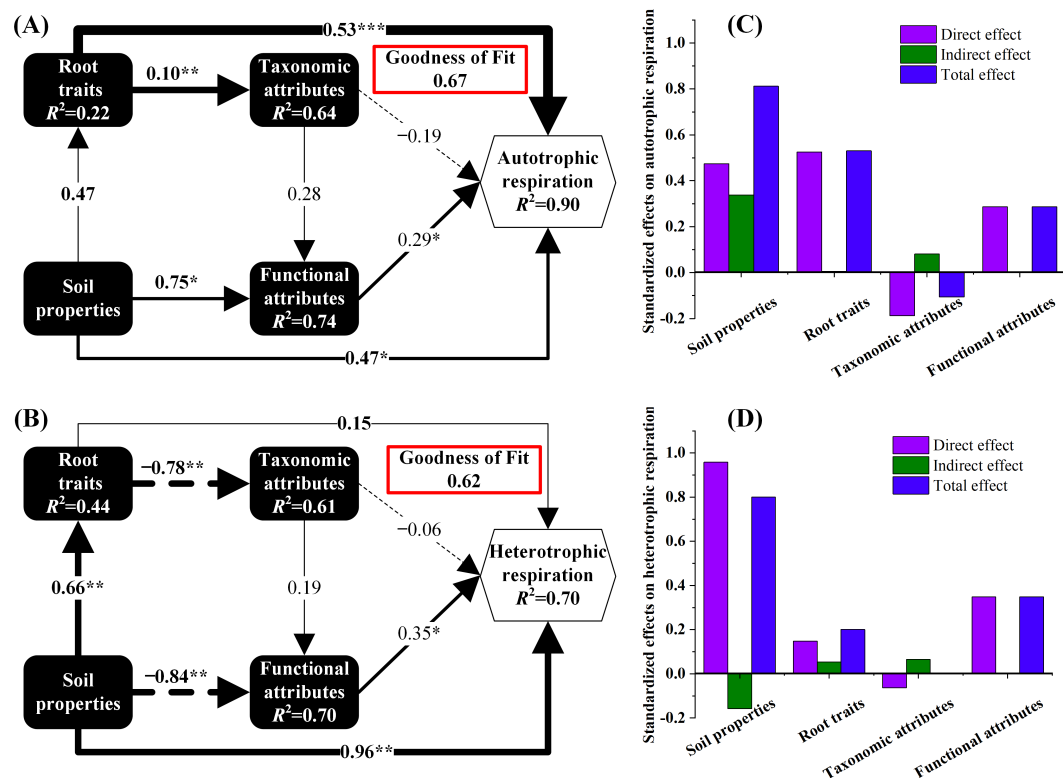 (A)
0.53***
Root
traits
R²=0.22
0.10**
Taxonomic
attributes
R²=0.64
Goodness of Fit
0.67
−0.19
0.47
0.28
Autotrophic
respiration
R²=0.90
0.29*
Soil
properties
0.75*
Functional
attributes
R²=0.74
0.47*
(C)
Direct effect
Indirect effect
Total effect
Standardized effects on autotrophic respiration
1.0
0.8
0.6
0.4
0.2
0.0
-0.2
Soil properties
Root traits
Taxonomic attributes
Functional attributes
(B)
0.15
Root
traits
R²=0.44
−0.78**
Taxonomic
attributes
R²=0.61
Goodness of Fit
0.62
−0.06
0.66**
0.19
Heterotrophic
respiration
R²=0.70
0.35*
Soil
properties
−0.84**
Functional
attributes
R²=0.70
0.96**
(D)
Direct effect
Indirect effect
Total effect
Standardized effects on heterotrophic respiration
1.0
0.8
0.6
0.4
0.2
0.0
-0.2
Soil properties
Root traits
Taxonomic attributes
Functional attributes